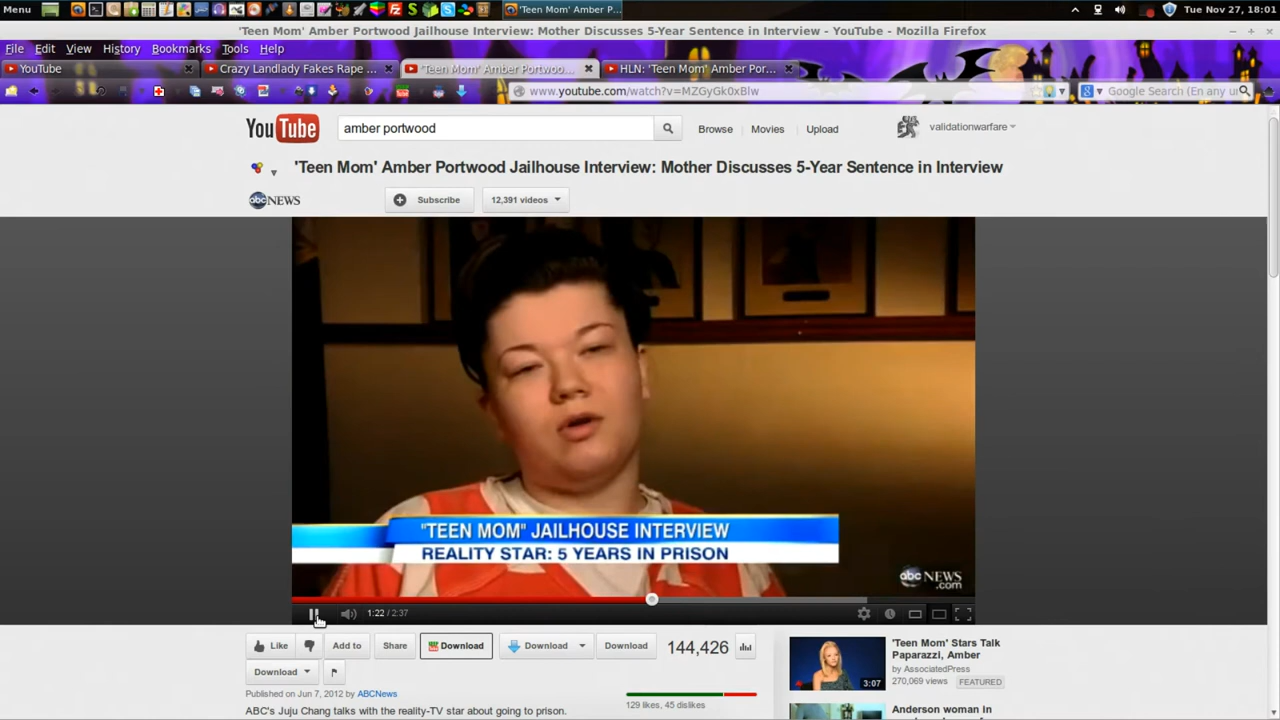 Menu
'Teen Mom' Amber P...
Tue Nov 27, 18:01
'Teen Mom' Amber Portwood Jailhouse Interview: Mother Discusses 5-Year Sentence in Interview - YouTube - Mozilla Firefox
File Edit View History Bookmarks Tools Help
YouTube
Crazy Landlady Fakes Rape ...
'Teen Mom' Amber Portwoo...
HLN: 'Teen Mom' Amber Por...
www.youtube.com/watch?v=MZGyGk0xBlw
Google Search (En any ur
YouTube
amber portwood
Browse Movies Upload
validationwarfare
'Teen Mom' Amber Portwood Jailhouse Interview: Mother Discusses 5-Year Sentence in Interview
abc NEWS
Subscribe
12,391 videos
"TEEN MOM" JAILHOUSE INTERVIEW
REALITY STAR: 5 YEARS IN PRISON
abc NEWS
.com
1:22 / 2:37
Like
Add to
Share
Download
Download
Download
144,426
Download
Published on Jun 7, 2012 by ABCNews
129 likes, 45 dislikes
ABC's Juju Chang talks with the reality-TV star about going to prison.
'Teen Mom' Stars Talk
Paparazzi, Amber
by AssociatedPress
270,069 views FEATURED
3:07
Anderson woman in